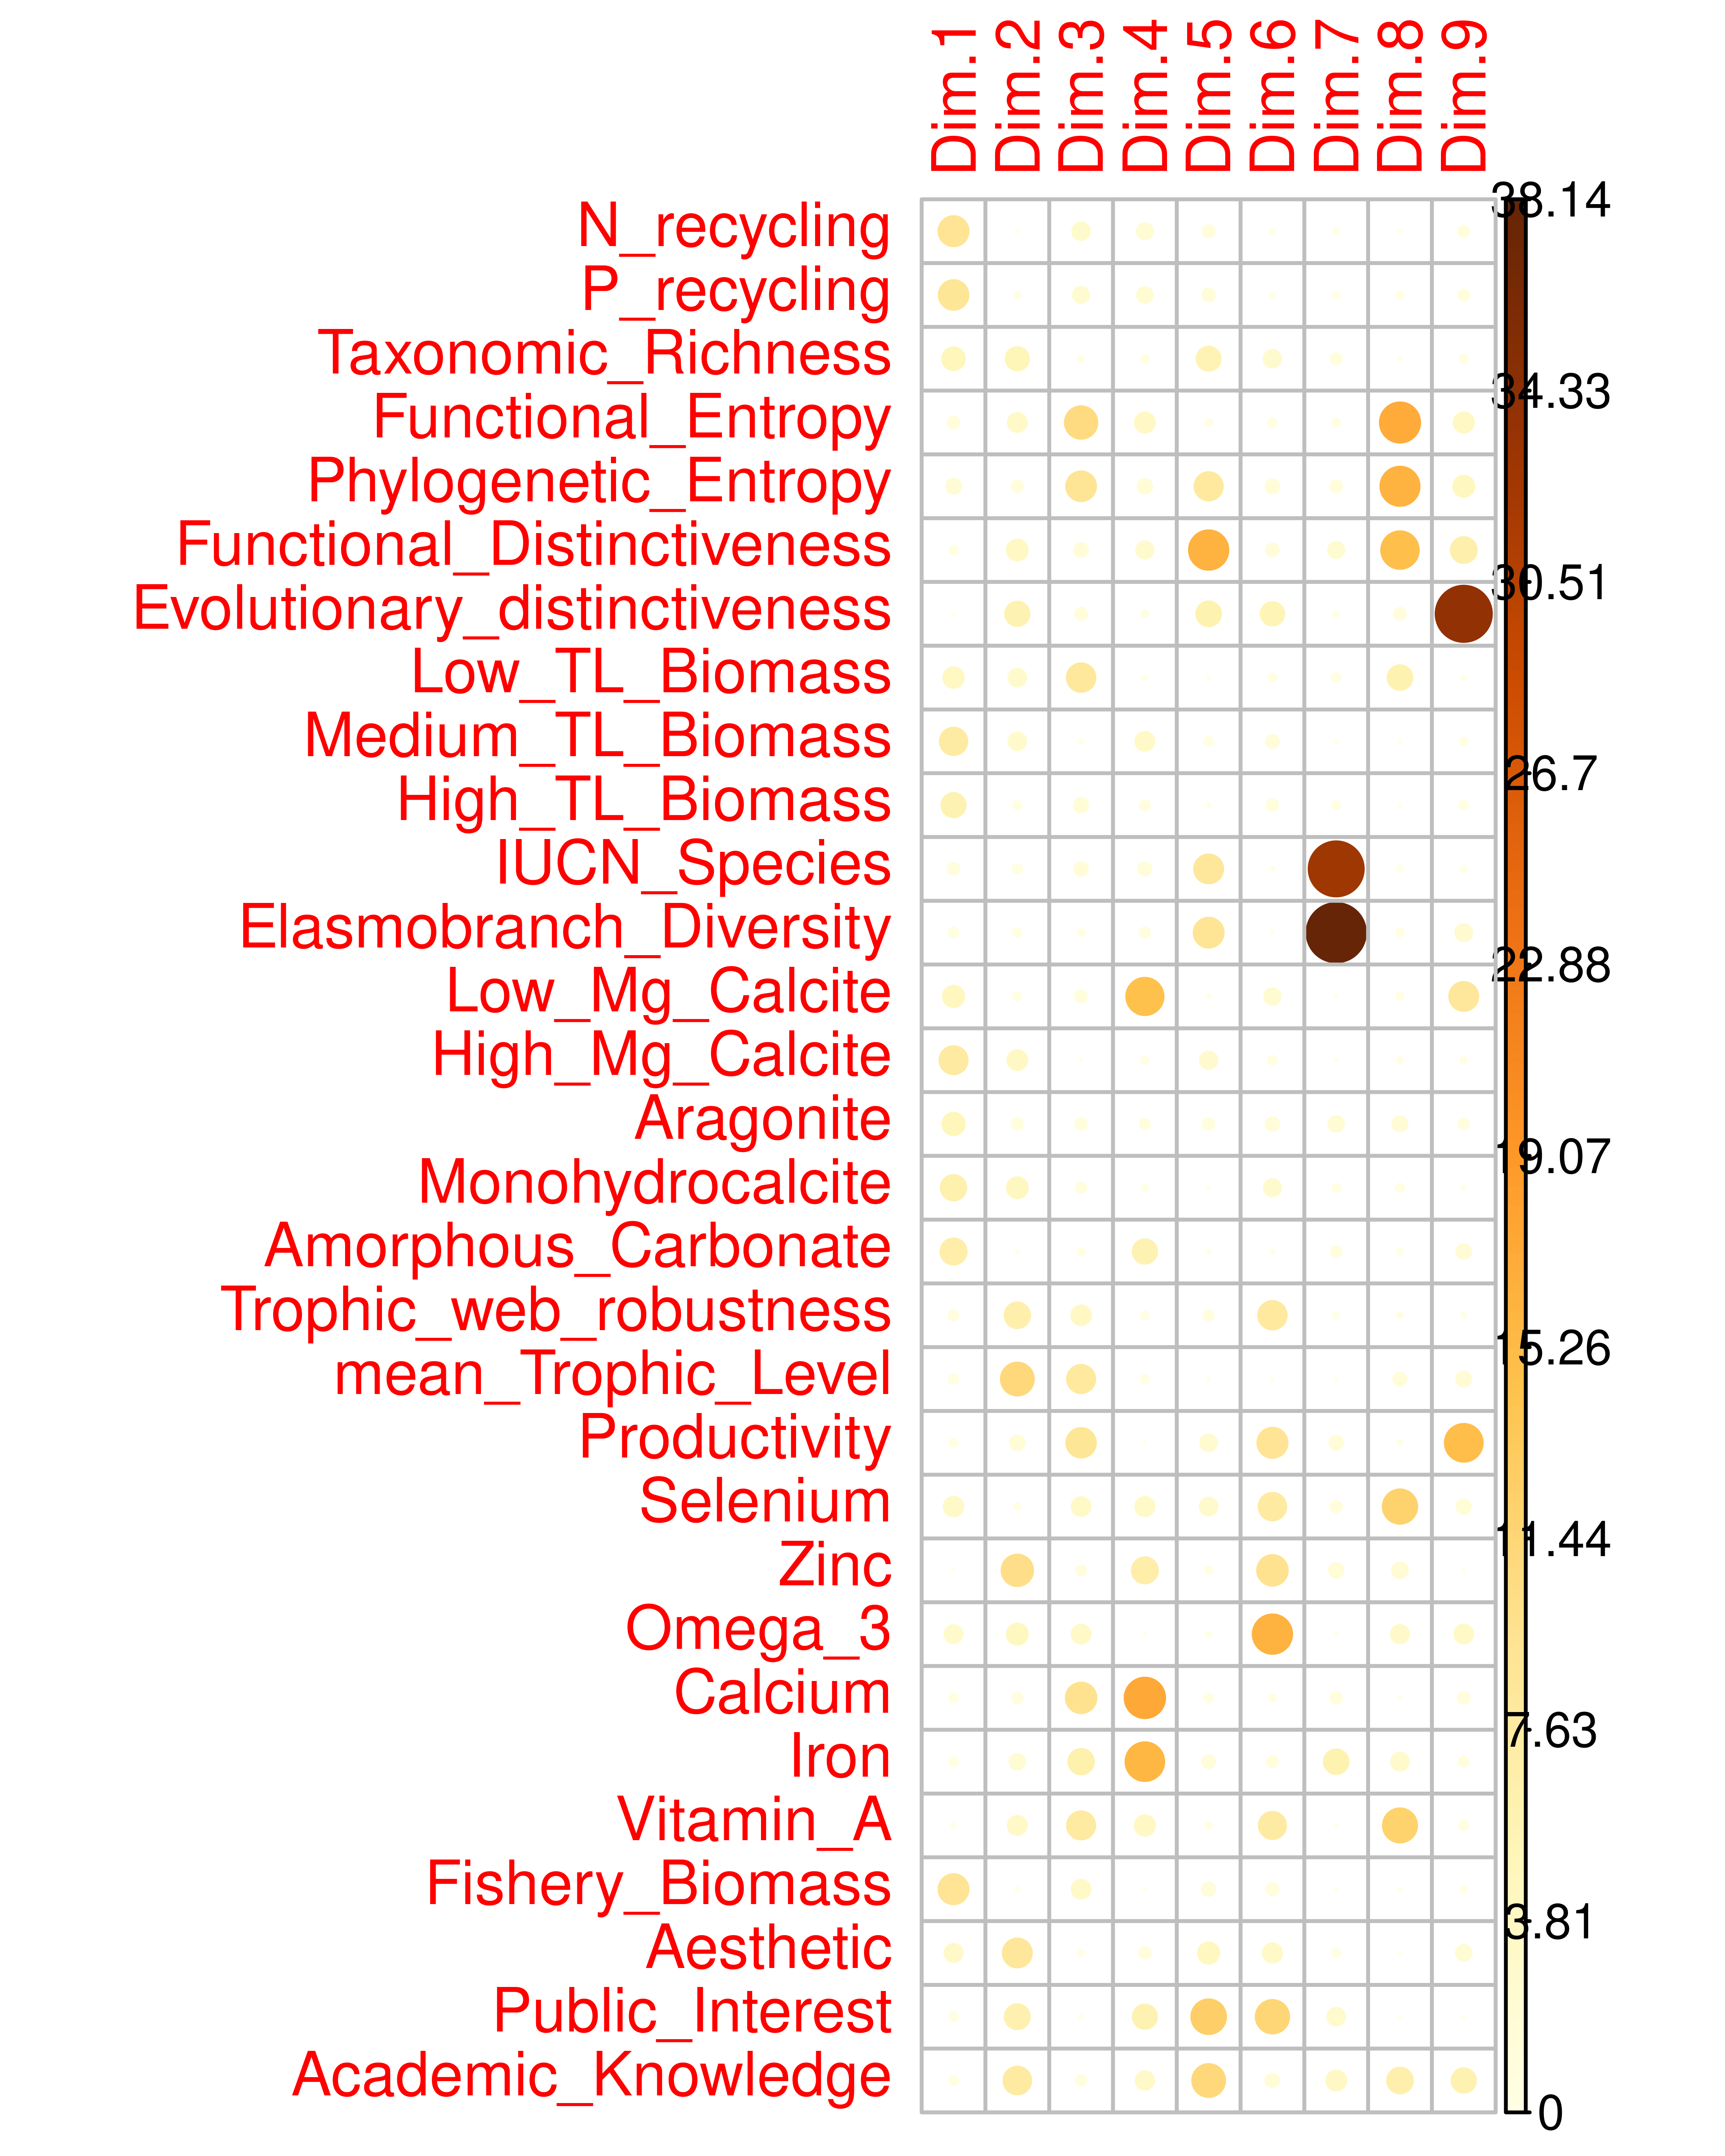 Dim.1 Dim.2 Dim.3 Dim.4 Dim.5 Dim.6 Dim.7 Dim.8 Dim.9
N_recycling
P_recycling
Taxonomic_Richness
Functional_Entropy
Phylogenetic_Entropy
Functional_Distinctiveness
Evolutionary_distinctiveness
Low_TL_Biomass
Medium_TL_Biomass
High_TL_Biomass
IUCN_Species
Elasmobranch_Diversity
Low_Mg_Calcite
High_Mg_Calcite
Aragonite
Monohydrocalcite
Amorphous_Carbonate
Trophic_web_robustness
mean_Trophic_Level
Productivity
Selenium
Zinc
Omega_3
Calcium
Iron
Vitamin_A
Fishery_Biomass
Aesthetic
Public_Interest
Academic_Knowledge
38.14
34.33
30.51
26.7
22.88
19.07
15.26
11.44
7.63
3.81
0